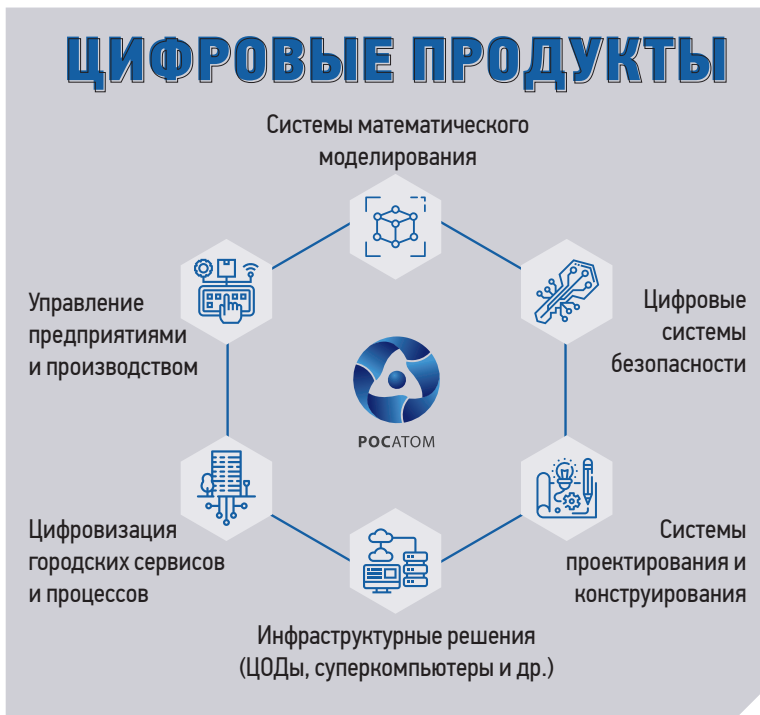 ЦИФРОВЫЕ ПРОДУКТЫ
Системы математического
моделирования
Управление
предприятиями
и производством
Цифровые
системы
безопасности
РОСАТОМ
Цифровизация
городских сервисов
и процессов
Системы
проектирования и
конструирования
Инфраструктурные решения
(ЦОДы, суперкомпьютеры и др.)